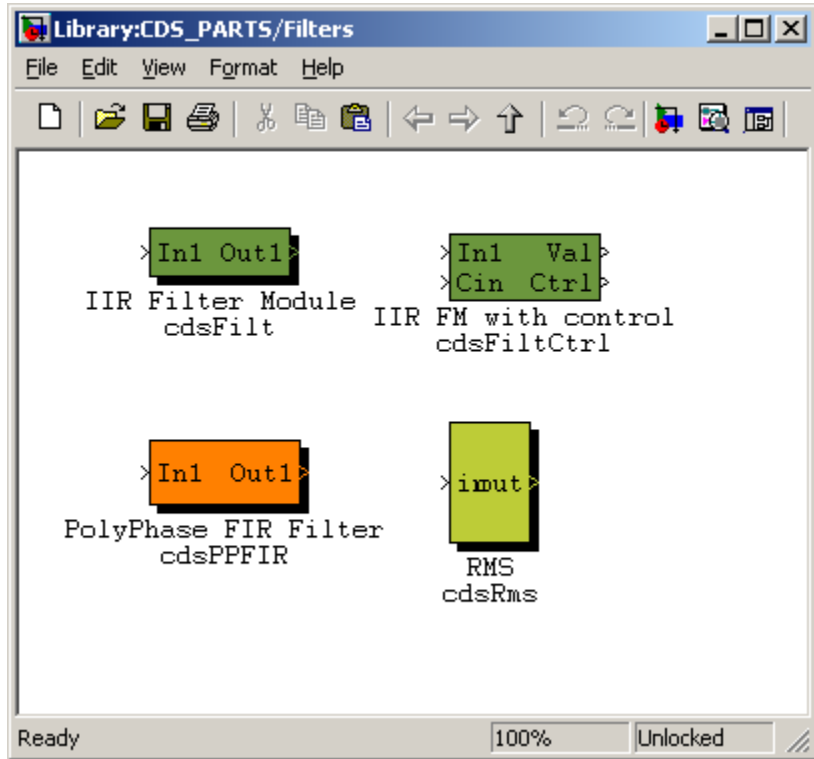 Library:CDS_PARTS/Filters
File Edit View Format Help
In1 Out1
IIR Filter Module
cdsFilt
In1 Val
Cin Ctrl
IIR FM with control
cdsFiltCtrl
In1 Out1
PolyPhase FIR Filter
cdsPPFIR
RMS
cdsRms
Ready 100% Unlocked